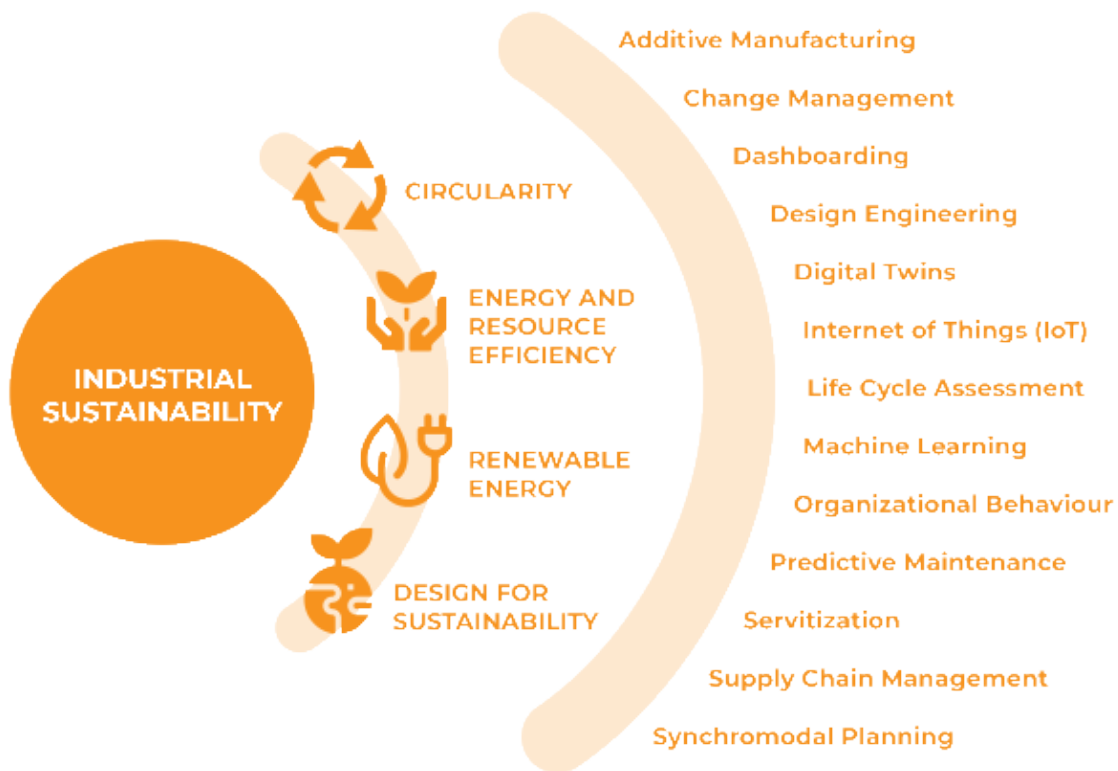 INDUSTRIAL
SUSTAINABILITY
CIRCULARITY
ENERGY AND
RESOURCE
EFFICIENCY
RENEWABLE
ENERGY
DESIGN FOR
SUSTAINABILITY
Additive Manufacturing
Change Management
Dashboarding
Design Engineering
Digital Twins
Internet of Things (IoT)
Life Cycle Assessment
Machine Learning
Organizational Behaviour
Predictive Maintenance
Servitization
Supply Chain Management
Synchromodal Planning